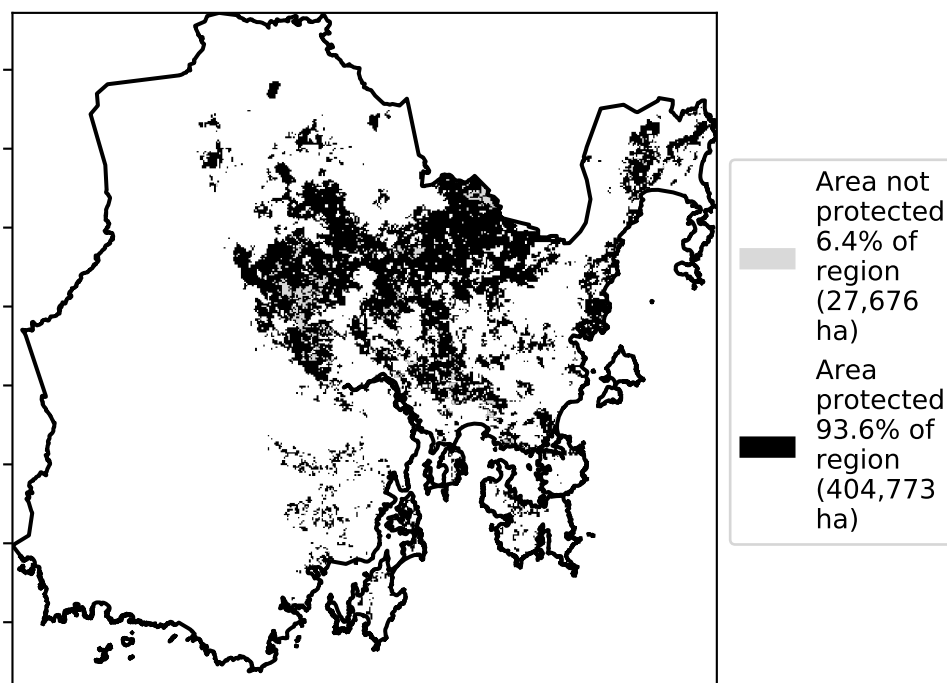 Area not
protected
6.4% of
region
(27,676
ha)
Area
protected
93.6% of
region
(404,773
ha)